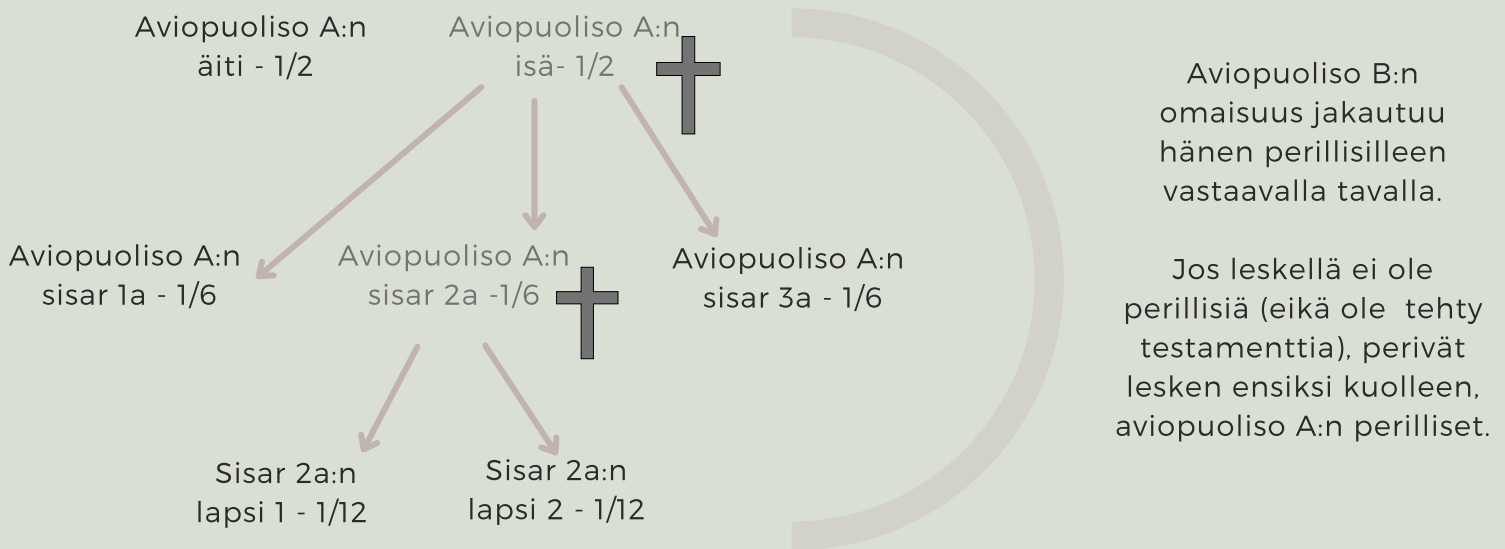 Aviopuoliso A:n
äiti - 1/2
Aviopuoliso A:n
isä- 1/2
Aviopuoliso A:n
sisar 1a - 1/6
Aviopuoliso A:n
sisar 2a -1/6
Aviopuoliso A:n
sisar 3a - 1/6
Sisar 2a:n
lapsi 1 - 1/12
Sisar 2a:n
lapsi 2 - 1/12
Aviopuoliso B:n
omaisuus jakautuu
hänen perillisilleen
vastaavalla tavalla.
Jos leskellä ei ole
perillisiä (eikä ole tehty
testamenttia), perivät
lesken ensiksi kuolleen,
aviopuoliso A:n perilliset.